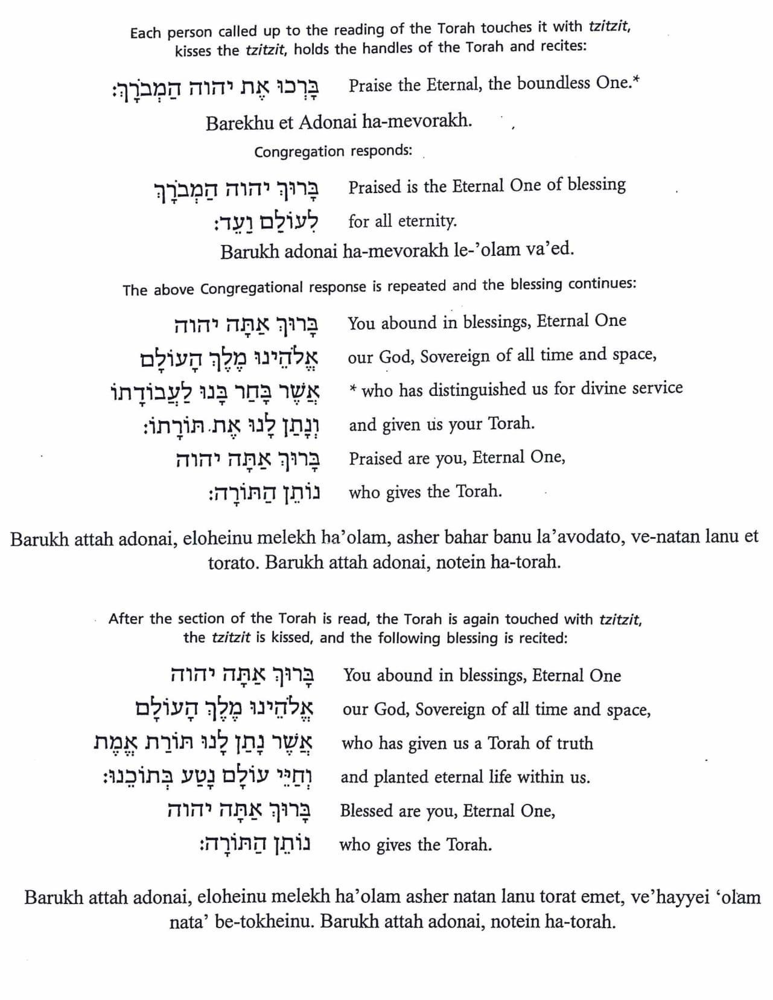 Each person called up to the reading of the Torah touches it with tzitzit,
kisses the tzitzit, holds the handles of the Torah and recites:
בָּרְכוּ אֶת יהוה הַמְבֹרָךְ: Praise the Eternal, the boundless One.*
Barekhu et Adonai ha-mevorakh.
Congregation responds:
בָּרוּךְ יהוה הַמְבֹרָךְ Praised is the Eternal One of blessing
לְעוֹלַם וָעֵד: for all eternity.
Barukh adonai ha-mevorakh le-’olam va’ed.
The above Congregational response is repeated and the blessing continues:
בָּרוּךְ אַתָּה יהוה You abound in blessings, Eternal One
אֱלֹהֵינוּ מֶלֶךְ הָעוֹלָם our God, Sovereign of all time and space,
אֲשֶׁר בָּחַר בָּנוּ לַעֲבוֹדָתוֹ * who has distinguished us for divine service
וְנָתַן לָנוּ אֶת תּוֹרָתוֹ: and given us your Torah.
בָּרוּךְ אַתָּה יהוה Praised are you, Eternal One,
נוֹתֵן הַתּוֹרָה: who gives the Torah.
Barukh attah adonai, eloheinu melekh ha’olam, asher bahar banu la’avodato, ve-natan lanu et
torato. Barukh attah adonai, notein ha-torah.
After the section of the Torah is read, the Torah is again touched with tzitzit,
the tzitzit is kissed, and the following blessing is recited:
בָּרוּךְ אַתָּה יהוה You abound in blessings, Eternal One
אֱלֹהֵינוּ מֶלֶךְ הָעוֹלָם our God, Sovereign of all time and space,
אֲשֶׁר נָתַן לָנוּ תּוֹרַת אֱמֶת who has given us a Torah of truth
וְחַיֵּי עוֹלָם נָטַע בְּתוֹכֵנוּ: and planted eternal life within us.
בָּרוּךְ אַתָּה יהוה Blessed are you, Eternal One,
נוֹתֵן הַתּוֹרָה: who gives the Torah.
Barukh attah adonai, eloheinu melekh ha’olam asher natan lanu torat emet, ve’hayyei ‘olam
nata’ be-tokheinu. Barukh attah adonai, notein ha-torah.